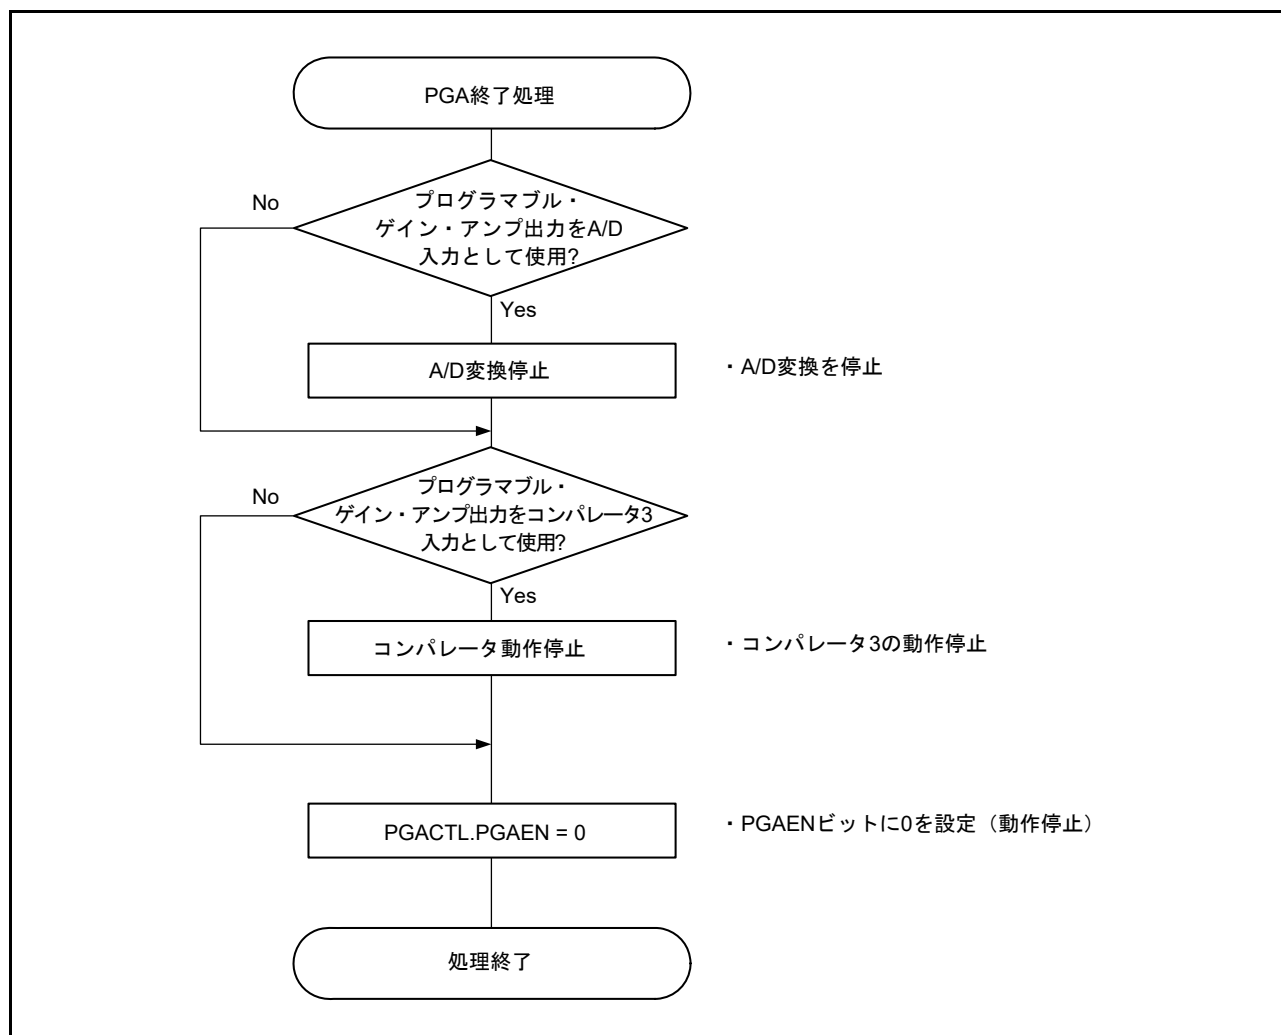 PGA終了処理
No
プログラマブル・
ゲイン・アンプ出力をA/D
入力として使用?
Yes
A/D変換停止
・A/D変換を停止
No
プログラマブル・
ゲイン・アンプ出力をコンパレータ3
入力として使用?
Yes
コンパレータ動作停止
・コンパレータ3の動作停止
PGACTL.PGAEN = 0
・PGAENビットに0を設定（動作停止）
処理終了